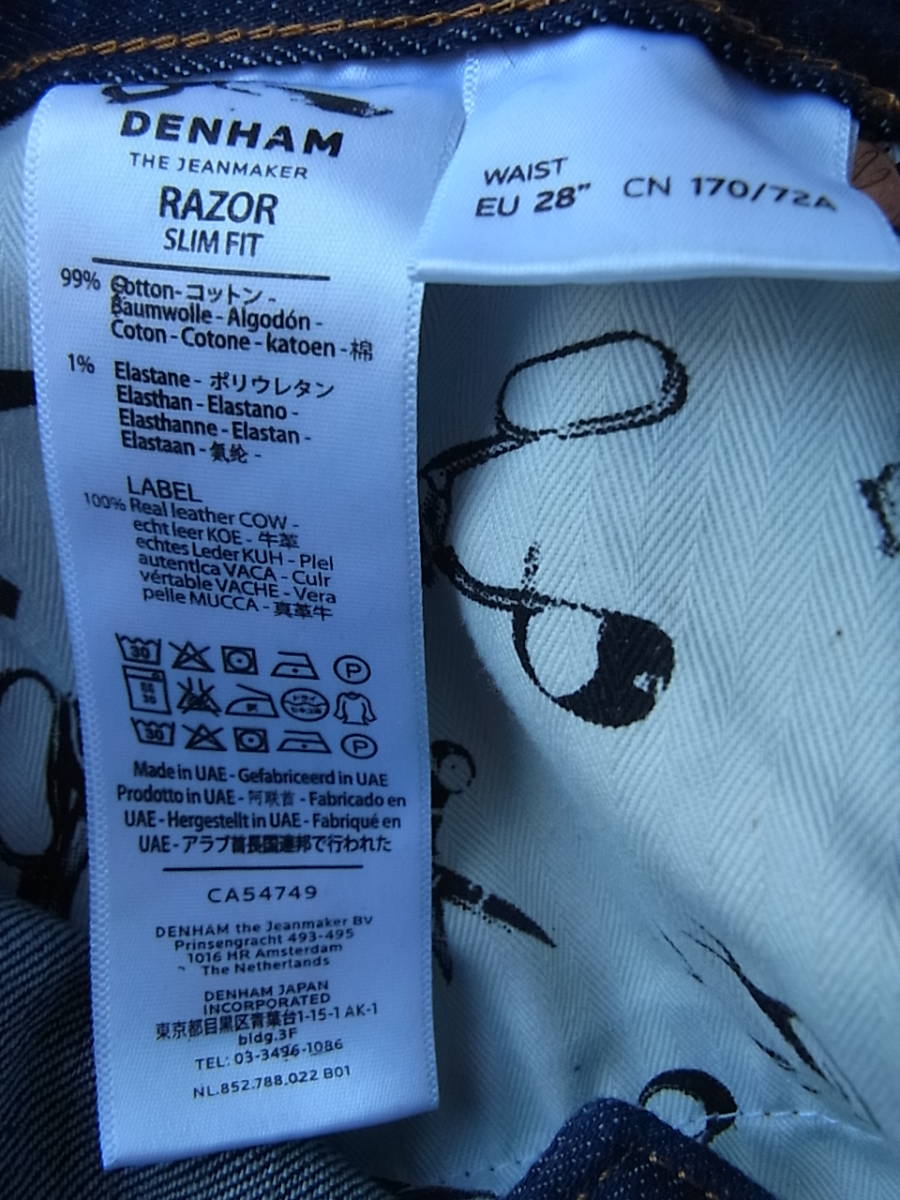 DENHAM
THE JEANMAKER
RAZOR
SLIM FIT
99% Cotton - コットン -
Baumwolle - Algodón -
Coton - Cotone - katoen - 棉
1% Elastane - ポリウレタン
Elasthan - Elastano -
Elasthanne - Elastan -
Elastaan - 氨纶 -
LABEL
100% Real leather COW -
echt leer KOE - 牛革
echtes Leder KUH - Piel
autentica VACA - Cuir
vértable VACHE - Vera
pelle MUCCA - 真革牛
30
P
30
P
Made in UAE - Gefabriceerd in UAE
Prodotto in UAE - 阿联酋 - Fabricado en
UAE - Hergestellt in UAE - Fabriqué en
UAE - アラブ首長国連邦で行われた
CA54749
DENHAM the Jeanmaker BV
Prinsengracht 493-495
1016 HR Amsterdam
The Netherlands
DENHAM JAPAN
INCORPORATED
東京都目黒区青葉台1-15-1 AK-1
bldg.3F
TEL: 03-3496-1086
NL.852.788.022 B01
WAIST
EU 28" CN 170/72A